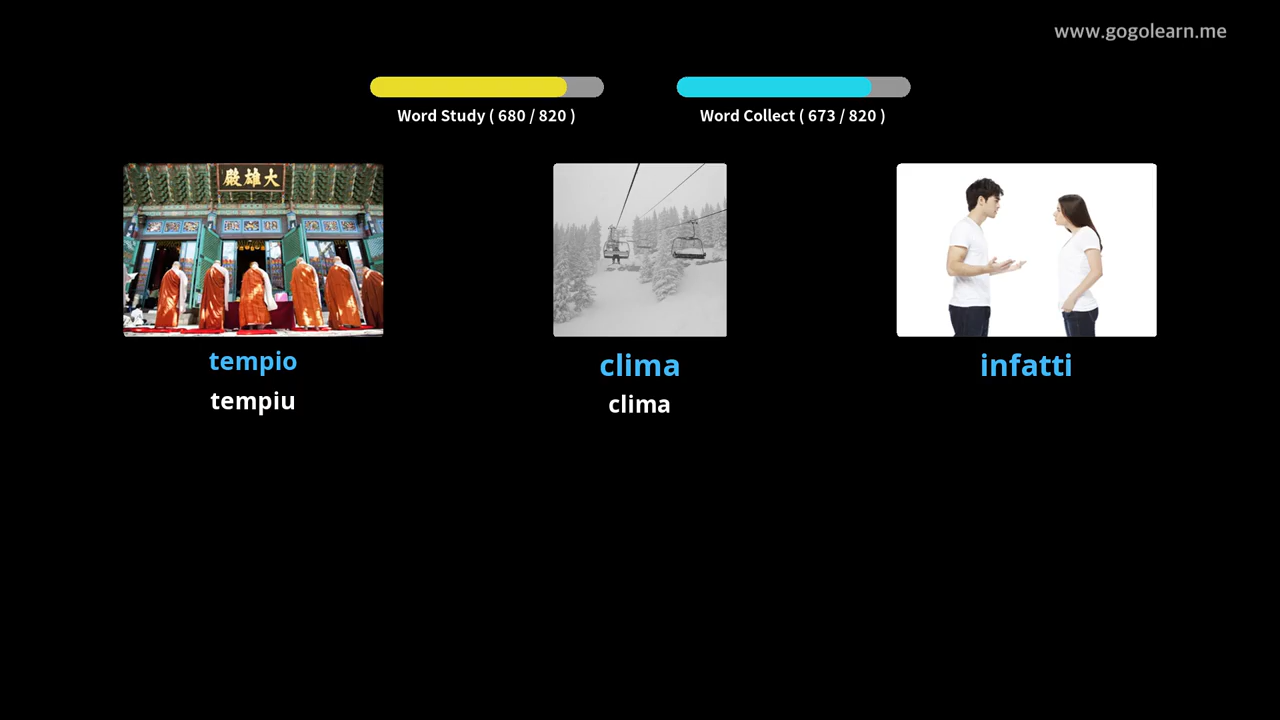 www.gogolearn.me
Word Study ( 680 / 820 )
Word Collect ( 673 / 820 )
大雄殿
tempio
clima
infatti
tempiu
clima